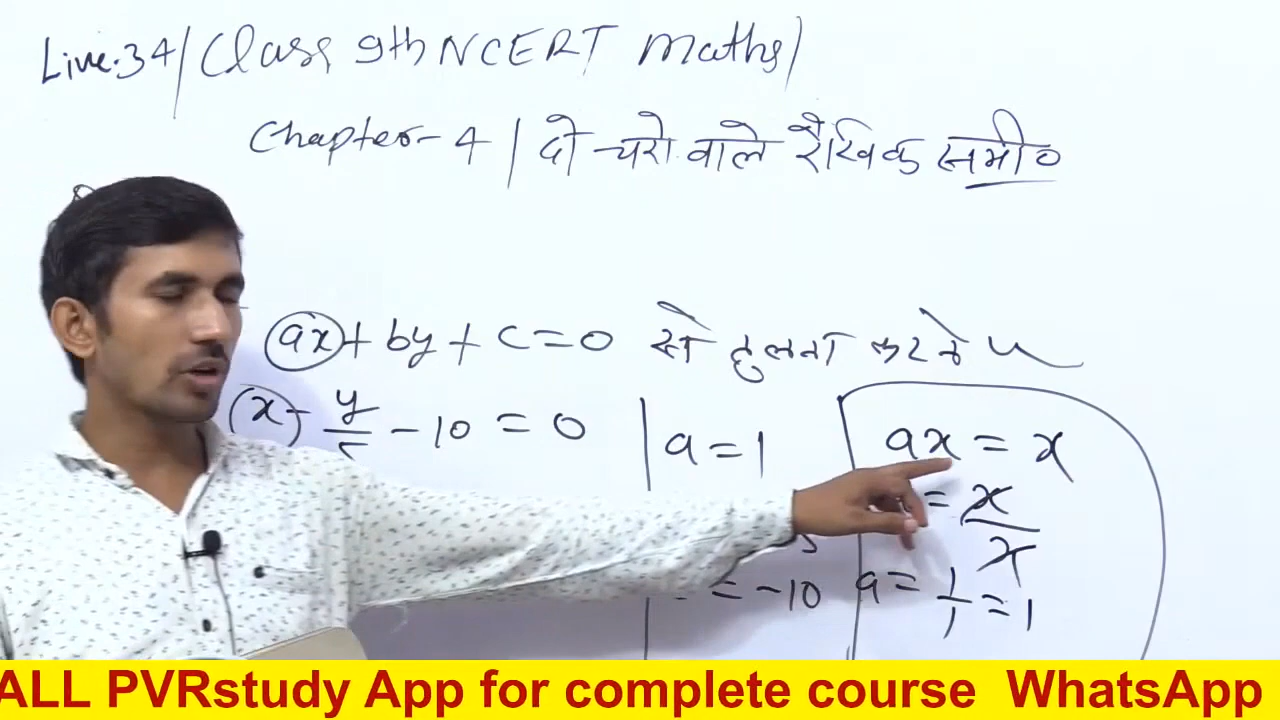 Live.34/ Class 9th NCERT Maths/
Chapter-4 | दो चरो वाले रैखिक समी०
ax + by + c = 0 से तुलना करने
x - y/5 - 10 = 0
a = 1
= -10
ax = x
= x/x
a = 1/1 = 1
ALL PVRstudy App for complete course WhatsApp